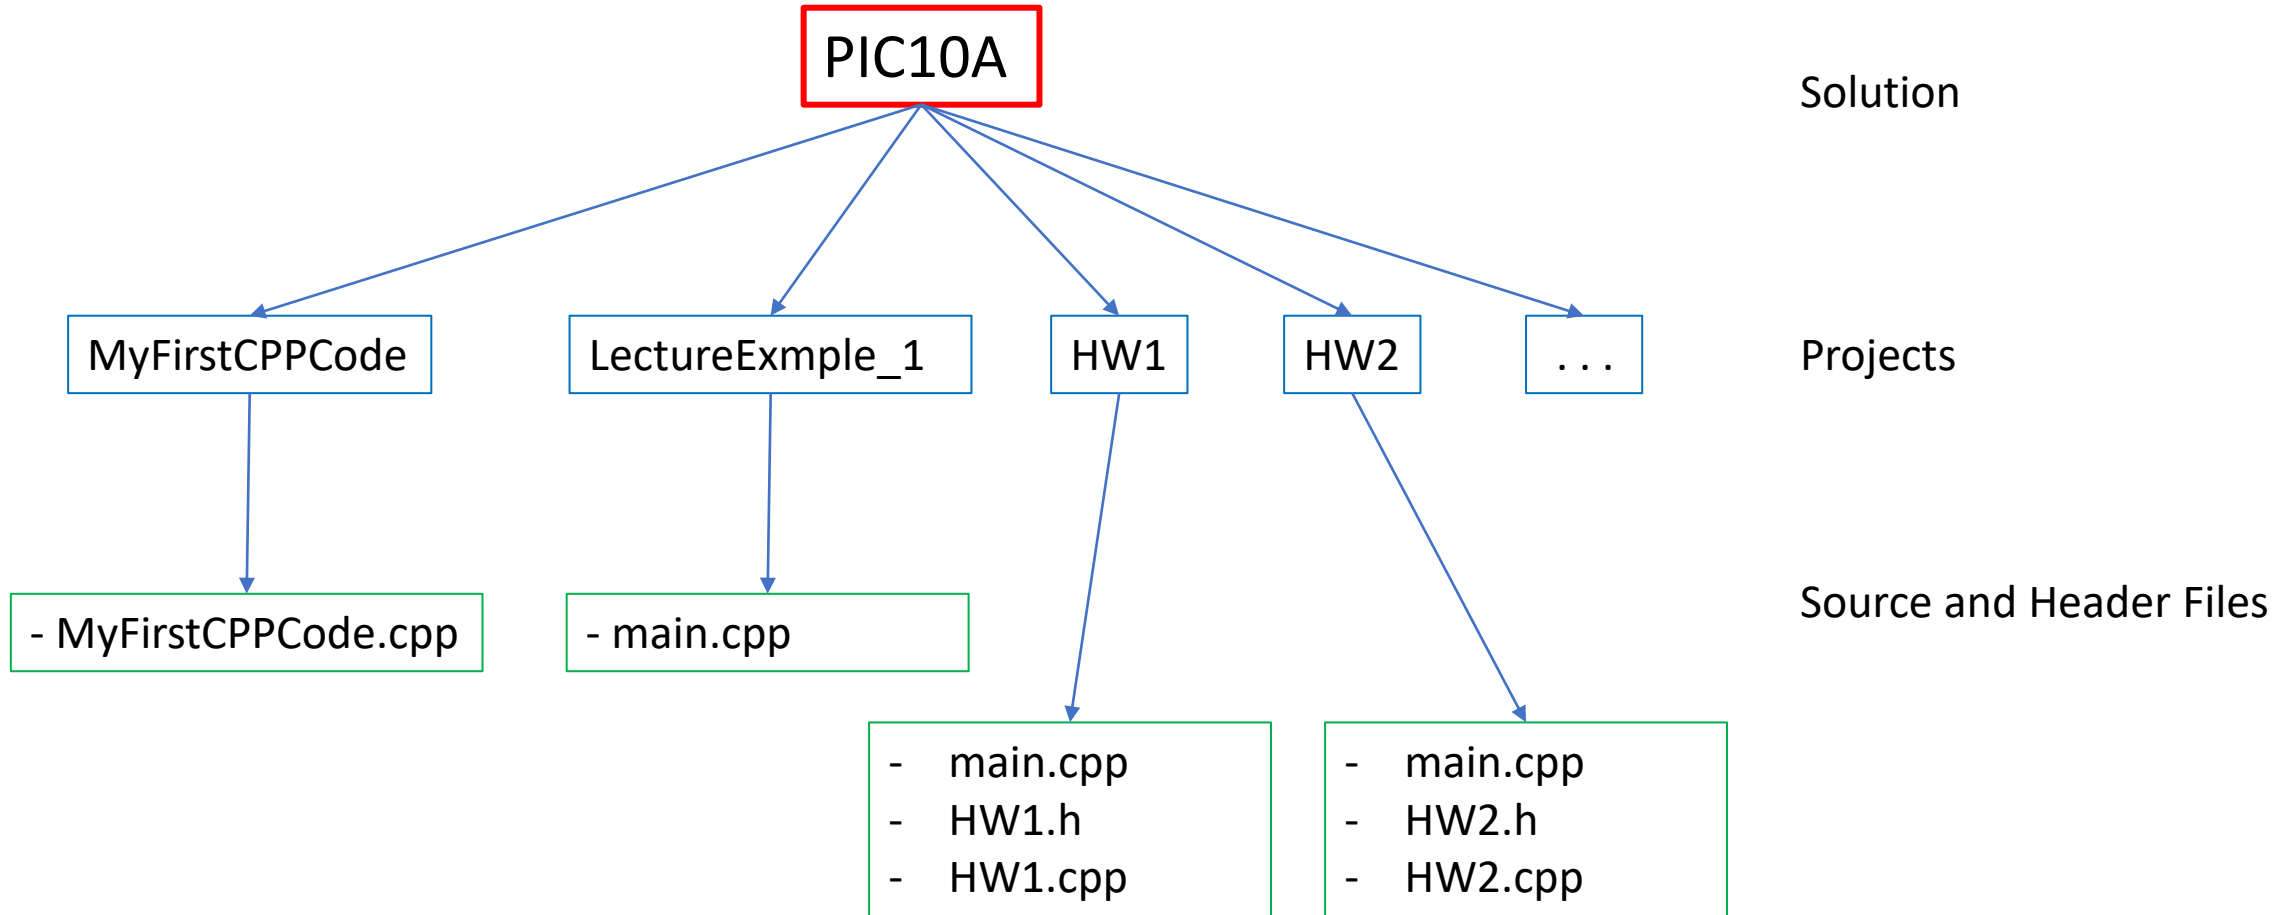 PIC10A
Solution
MyFirstCPPCode
LectureExmple_1
HW1
HW2
. . .
Projects
- MyFirstCPPCode.cpp
- main.cpp
Source and Header Files
- main.cpp
- HW1.h
- HW1.cpp
- main.cpp
- HW2.h
- HW2.cpp